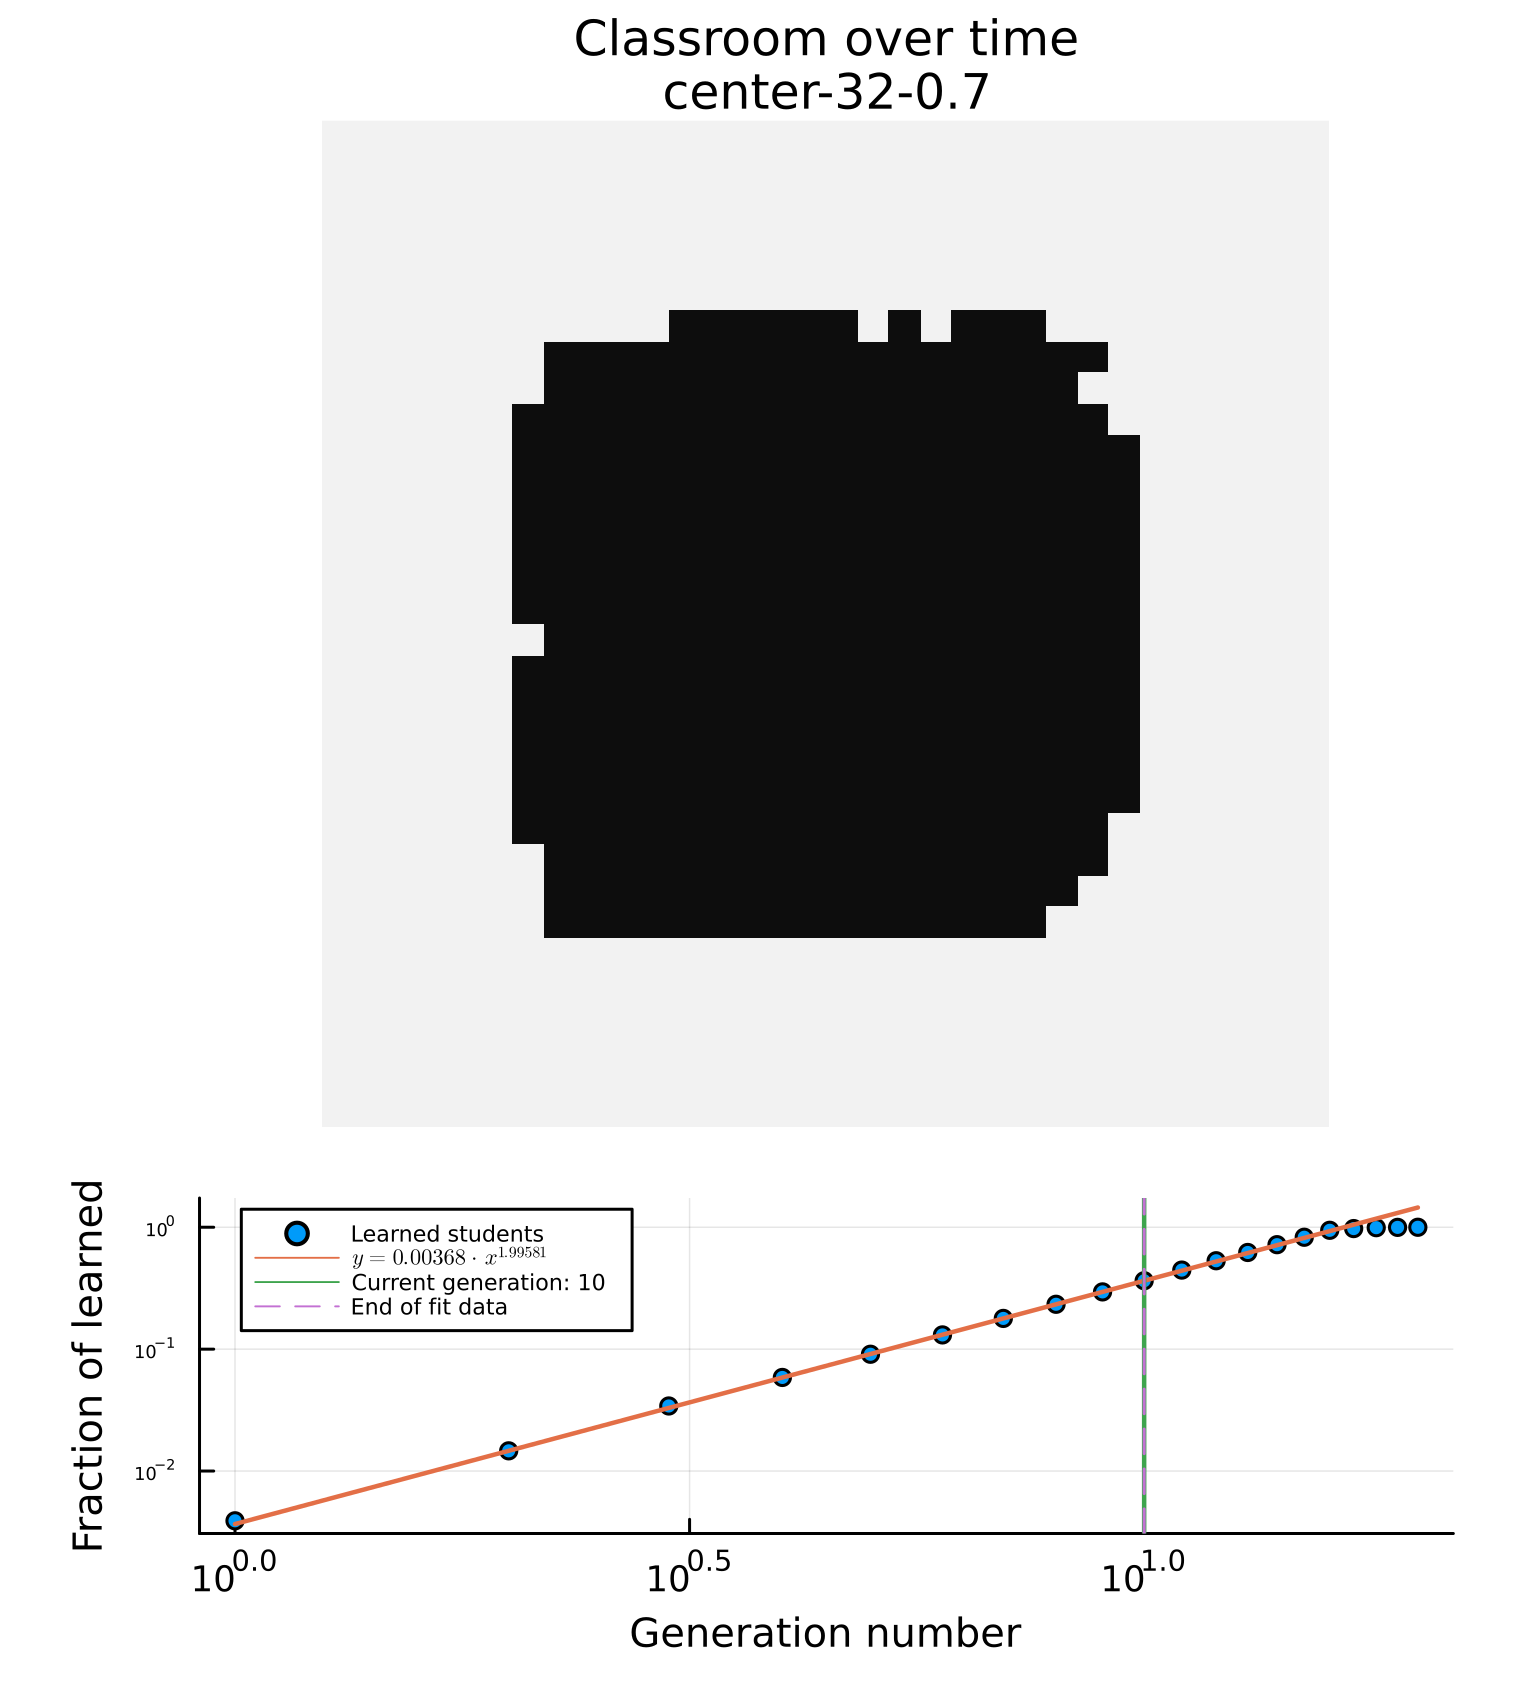 Classroom over time
center-32-0.7
Fraction of learned
10⁰
10⁻¹
10⁻²
Learned students
y = 0.00368 · x^1.99581
Current generation: 10
End of fit data
10^0.0 10^0.5 10^1.0
Generation number